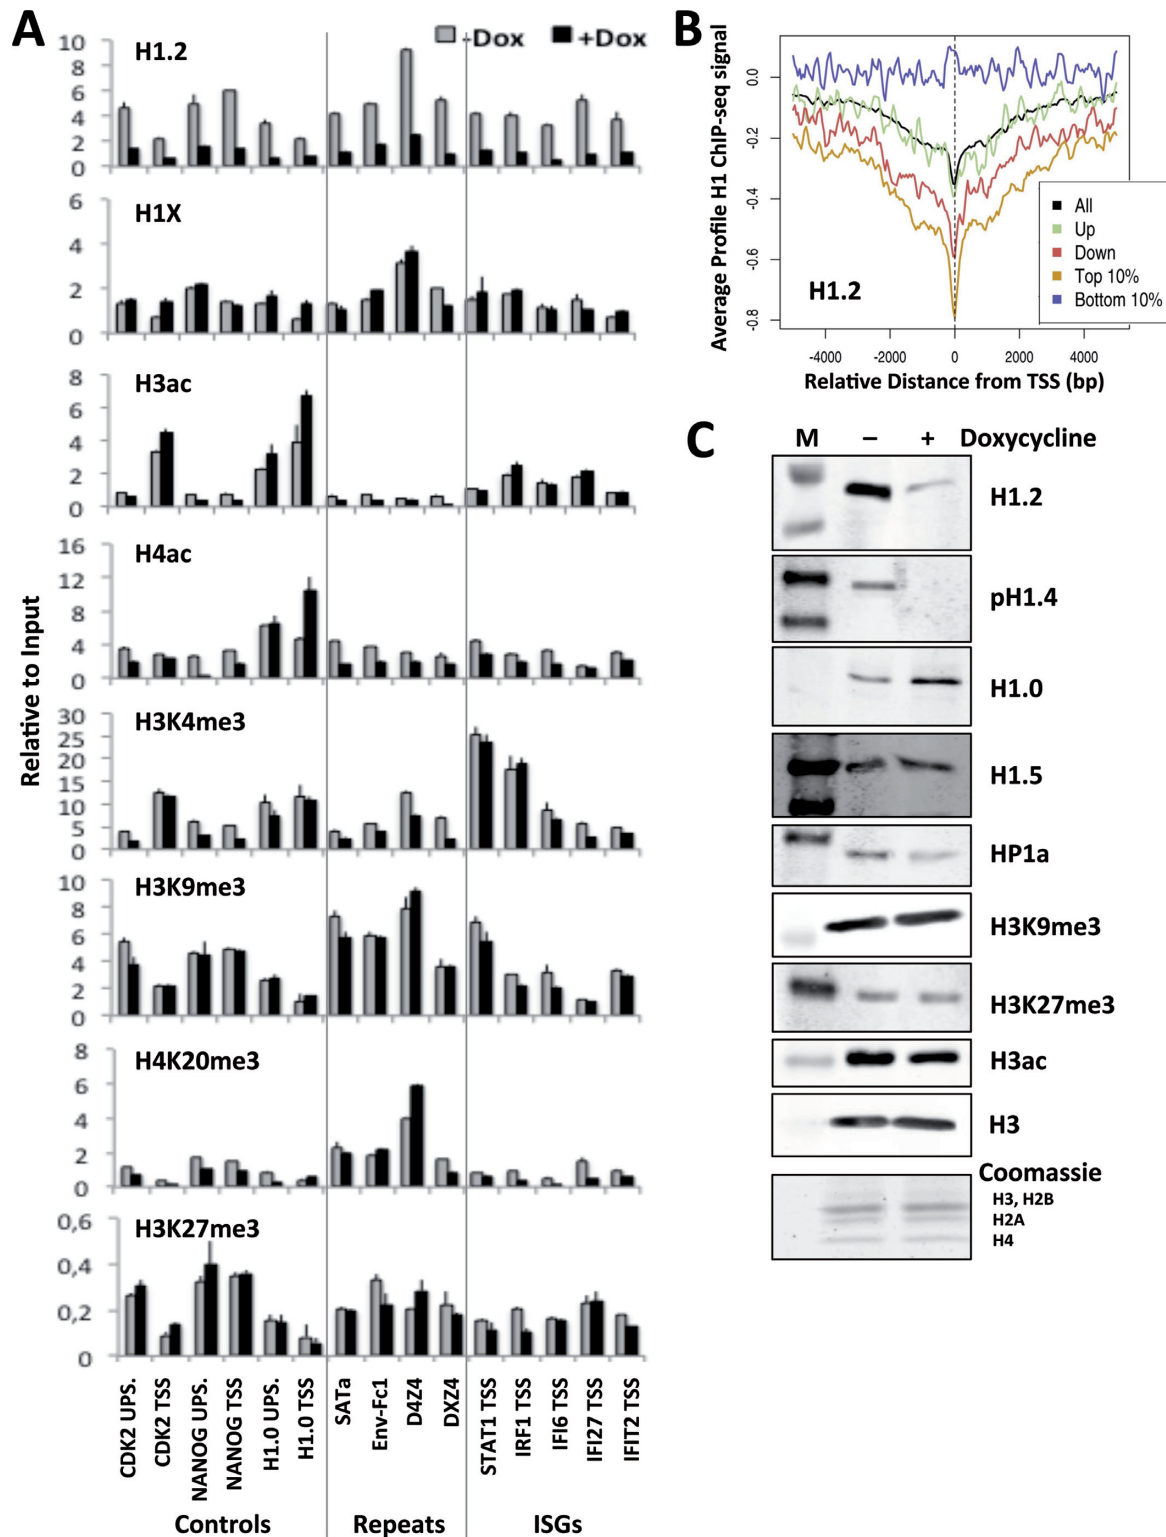 A
-Dox +Dox
H1.2
10
8
6
4
2
0
H1X
6
4
2
0
H3ac
8
6
4
2
0
H4ac
16
12
8
4
0
H3K4me3
30
25
20
15
10
5
0
H3K9me3
10
8
6
4
2
0
H4K20me3
8
6
4
2
0
H3K27me3
0,6
0,4
0,2
0
Relative to Input
CDK2 UPS.
CDK2 TSS
NANOG UPS.
NANOG TSS
H1.0 UPS.
H1.0 TSS
SATa
Env-Fc1
D4Z4
DXZ4
STAT1 TSS
IRF1 TSS
IFI6 TSS
IFI27 TSS
IFIT2 TSS
Controls Repeats ISGs
B
Average Profile H1 ChIP-seq signal
0.0
-0.2
-0.4
-0.6
-0.8
All
Up
Down
Top 10%
Bottom 10%
H1.2
-4000 -2000 0 2000 4000
Relative Distance from TSS (bp)
C
M – + Doxycycline
H1.2
pH1.4
H1.0
H1.5
HP1a
H3K9me3
H3K27me3
H3ac
H3
Coomassie
H3, H2B
H2A
H4